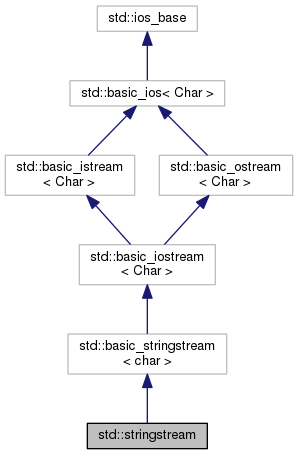 std::ios_base
std::basic_ios< Char >
std::basic_istream
< Char >
std::basic_ostream
< Char >
std::basic_iostream
< Char >
std::basic_stringstream
< char >
std::stringstream